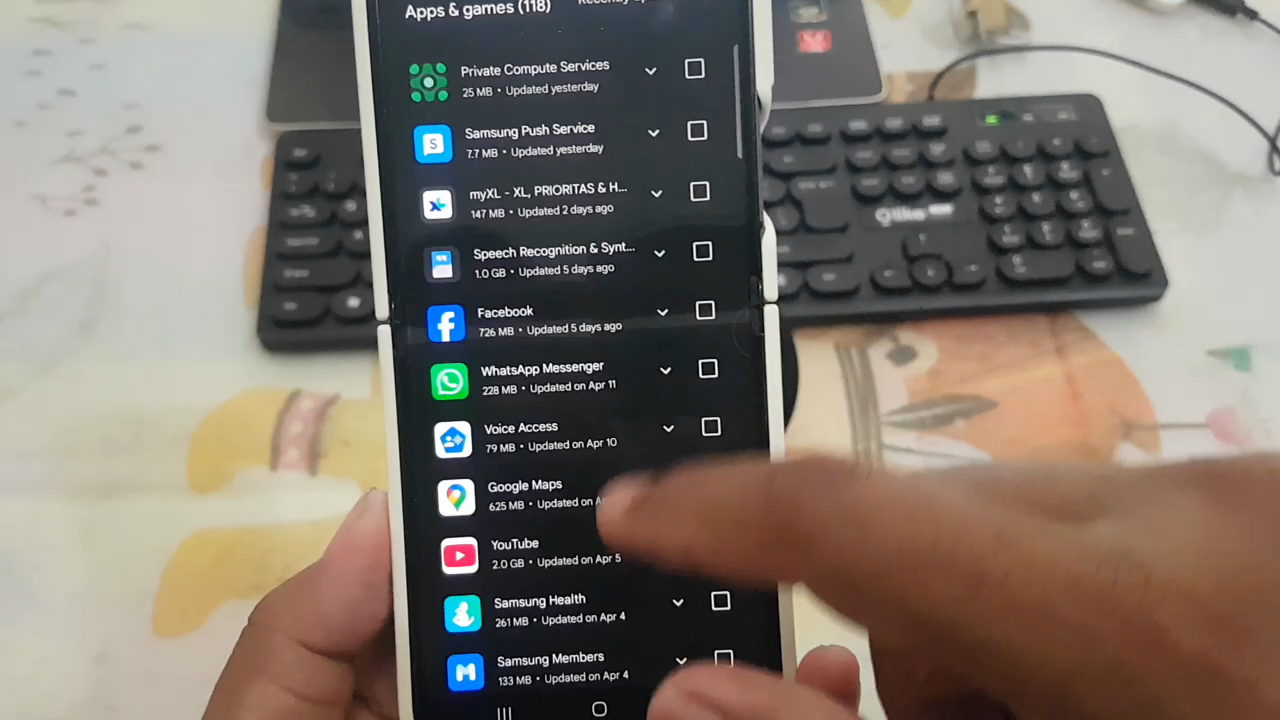 Apps & games (118)
Private Compute Services
25 MB • Updated yesterday
S
Samsung Push Service
7.7 MB • Updated yesterday
myXL - XL, PRIORITAS & H...
147 MB • Updated 2 days ago
Speech Recognition & Synt...
1.0 GB • Updated 5 days ago
Facebook
726 MB • Updated 5 days ago
WhatsApp Messenger
228 MB • Updated on Apr 11
Voice Access
79 MB • Updated on Apr 10
Google Maps
625 MB • Updated on
YouTube
2.0 GB • Updated on Apr 5
Samsung Health
261 MB • Updated on Apr 4
Samsung Members
133 MB • Updated on Apr 4